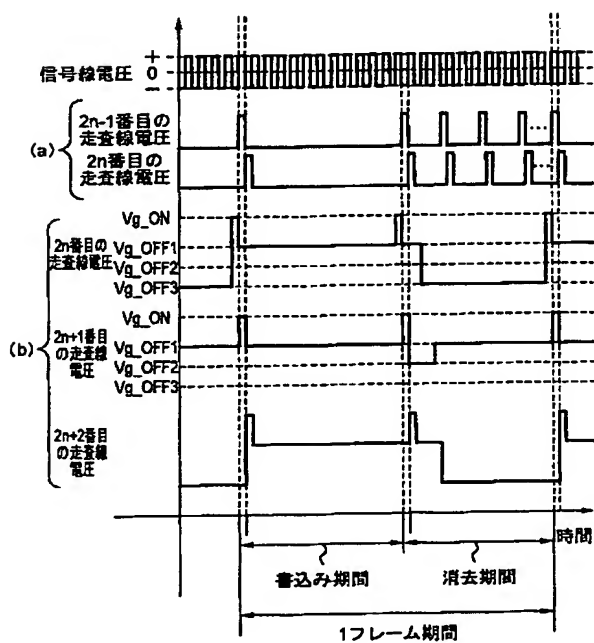 +
信号線電圧 0
−
(a)
2n-1番目の
走査線電圧
2n番目の
走査線電圧
(b)
2n番目の
走査線電圧
Vg_ON
Vg_OFF1
Vg_OFF2
Vg_OFF3
2n+1番目
の走査線
電圧
Vg_ON
Vg_OFF1
Vg_OFF2
Vg_OFF3
2n+2番目
の走査線
電圧
時間
書込み期間
消去期間
1フレーム期間